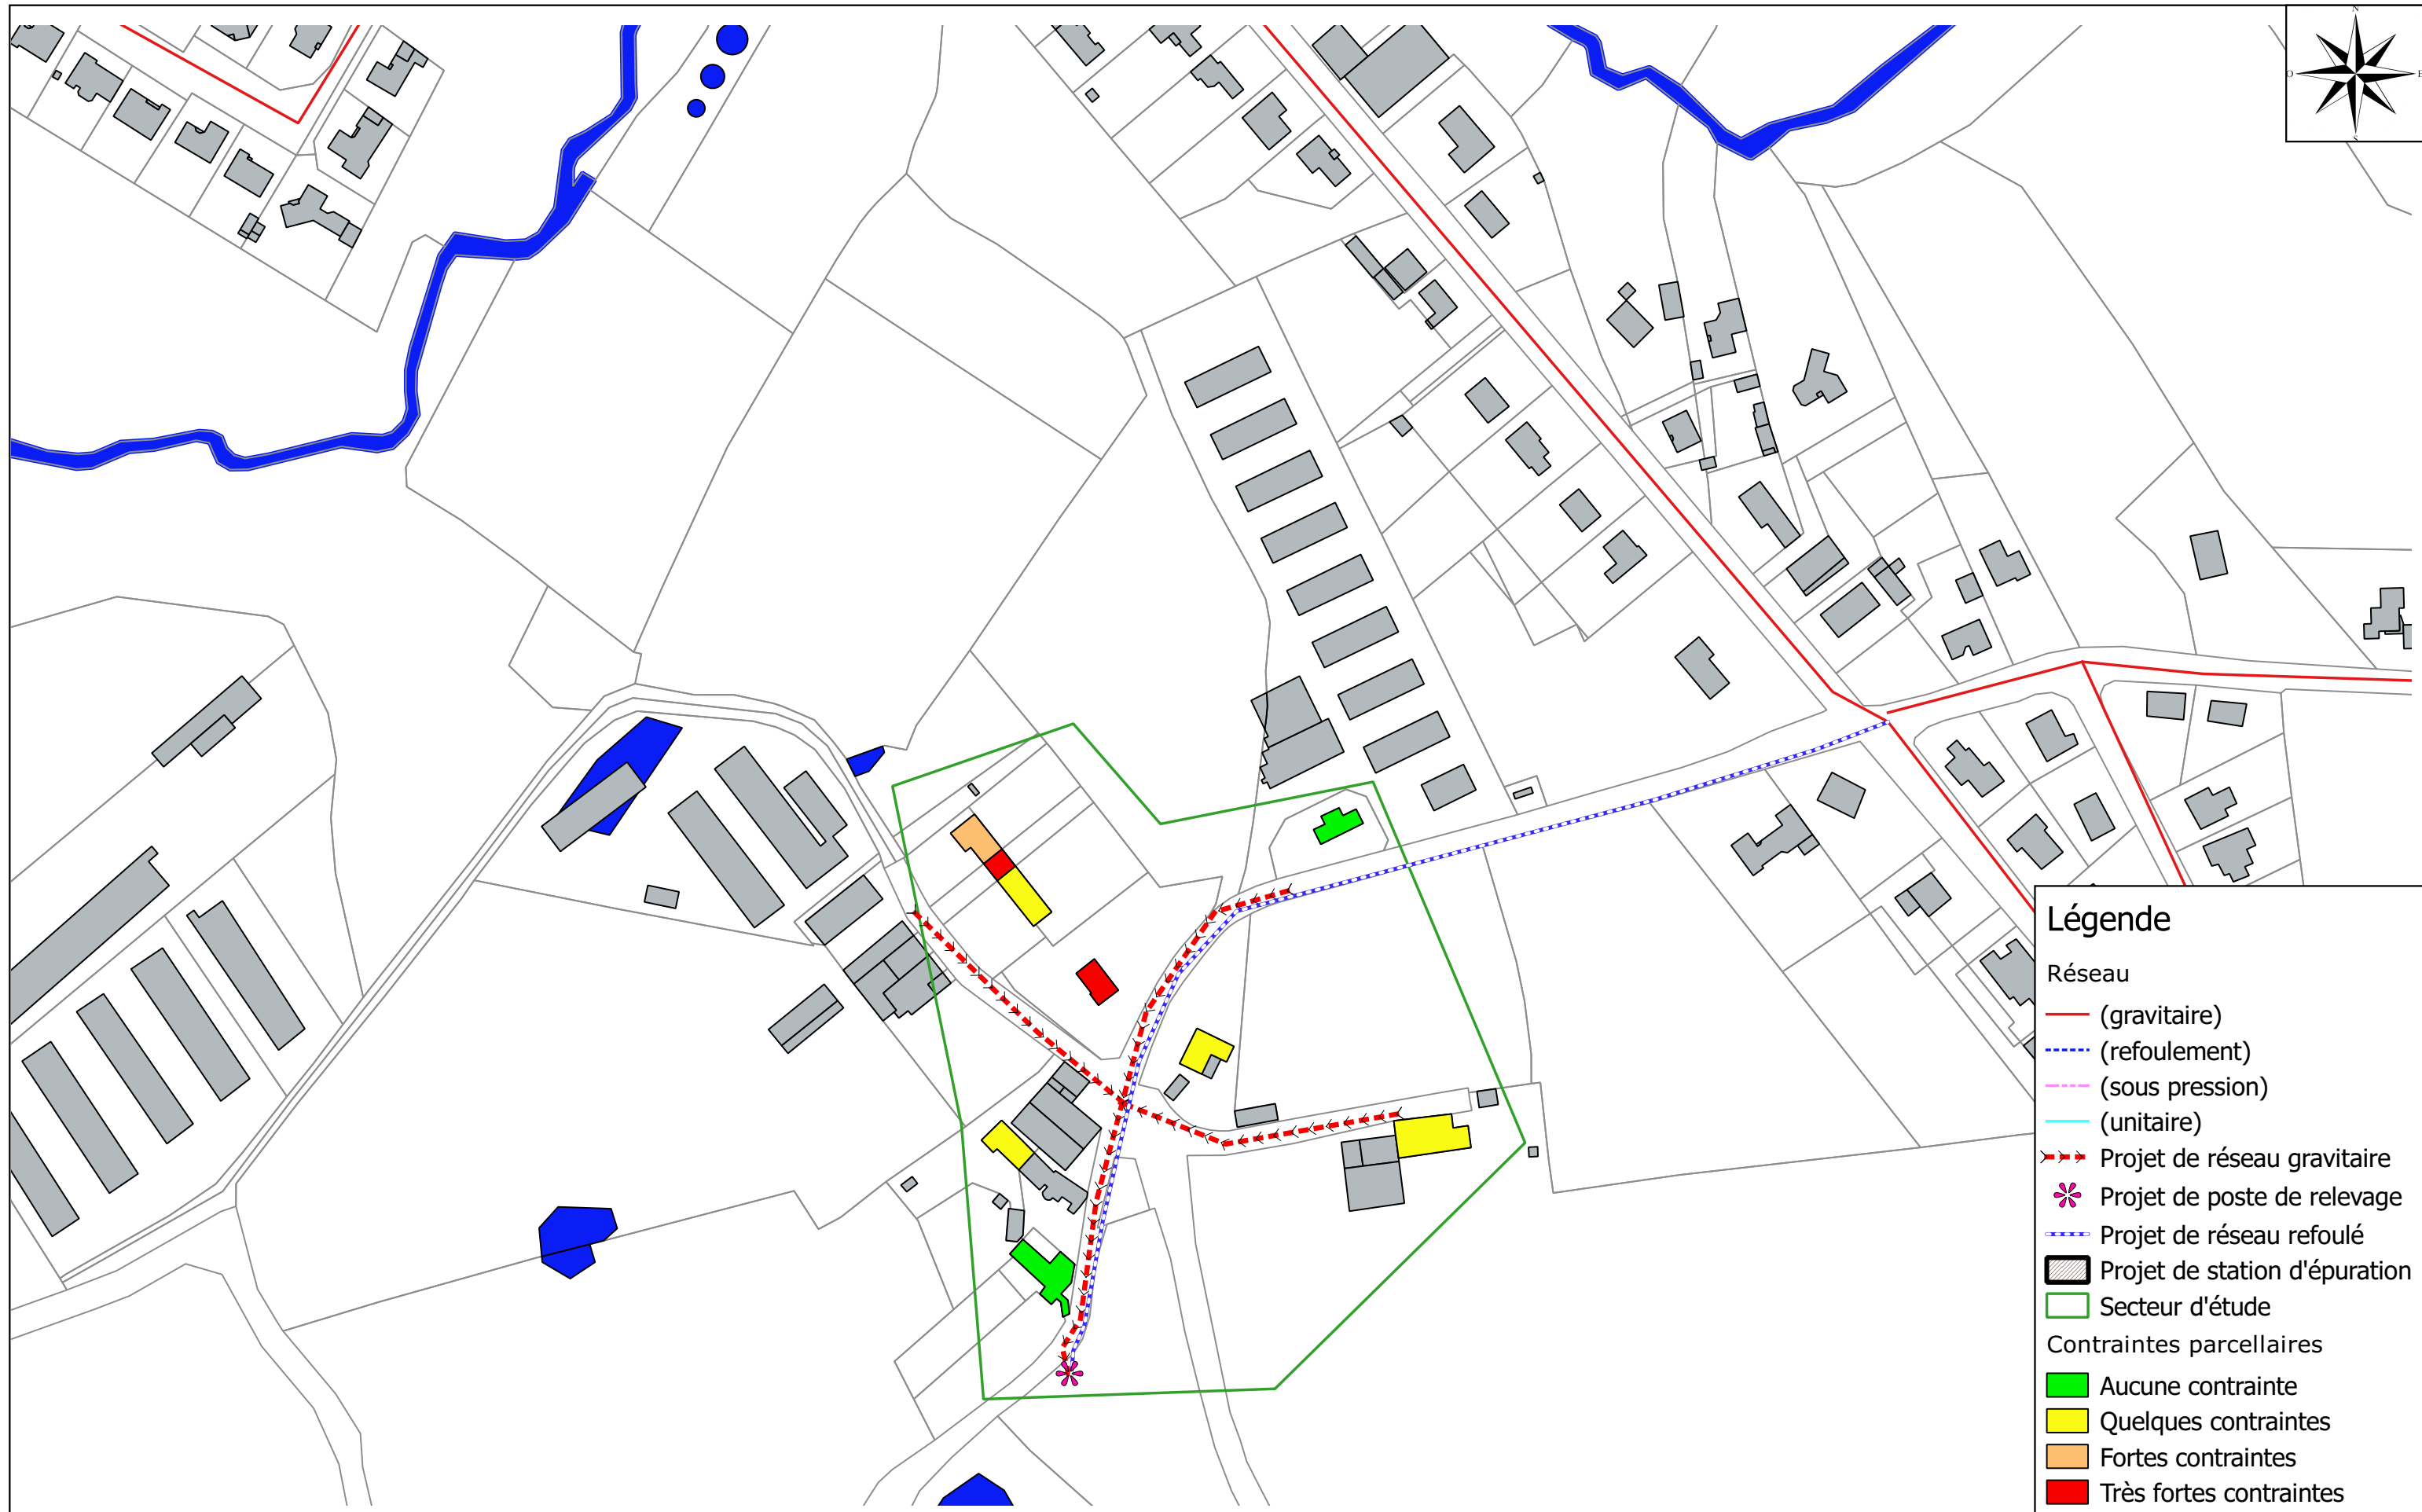 N
O
E
S
Légende
Réseau
(gravitaire)
(refoulement)
(sous pression)
(unitaire)
Projet de réseau gravitaire
Projet de poste de relevage
Projet de réseau refoulé
Projet de station d'épuration
Secteur d'étude
Contraintes parcellaires
Aucune contrainte
Quelques contraintes
Fortes contraintes
Très fortes contraintes